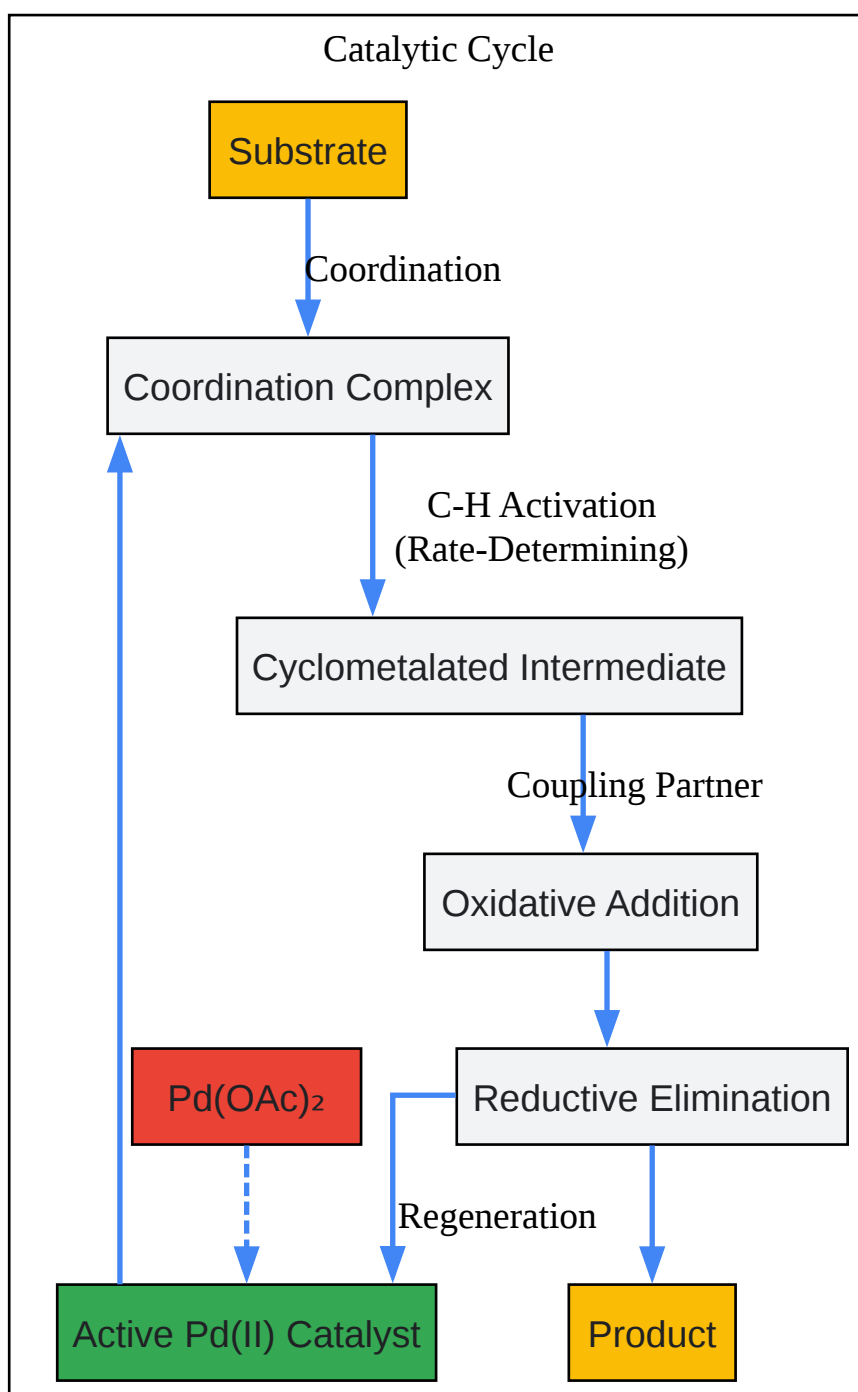 Catalytic Cycle
Substrate
Coordination
Coordination Complex
C-H Activation
(Rate-Determining)
Cyclometalated Intermediate
Coupling Partner
Oxidative Addition
Pd(OAc)₂
Reductive Elimination
Regeneration
Active Pd(II) Catalyst
Product